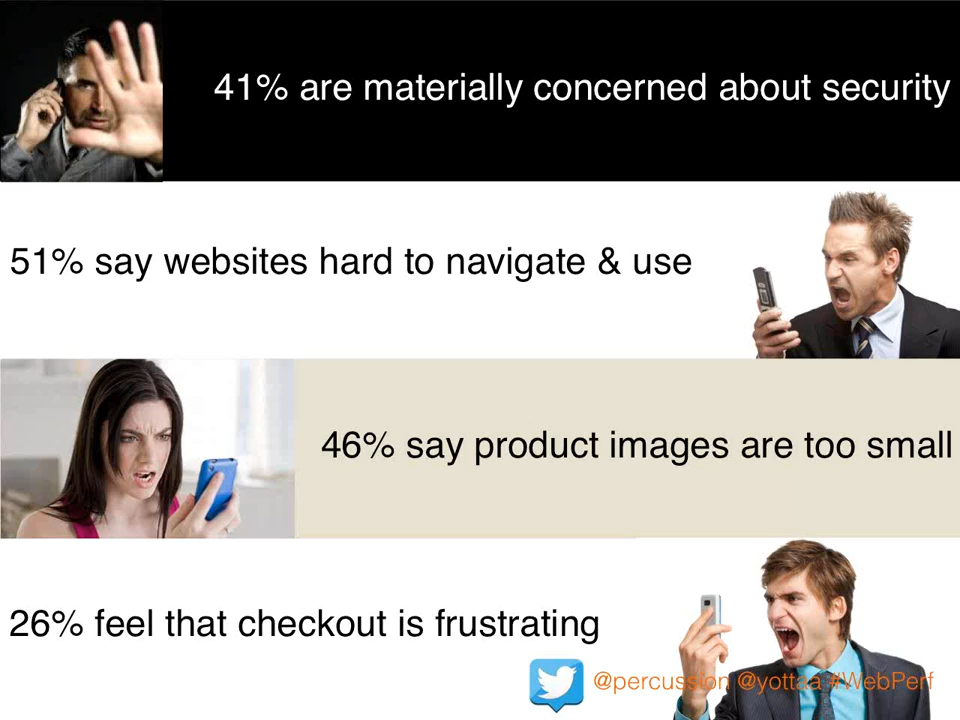 41% are materially concerned about security
51% say websites hard to navigate & use
46% say product images are too small
26% feel that checkout is frustrating
@percussion @yottaa #WebPerf